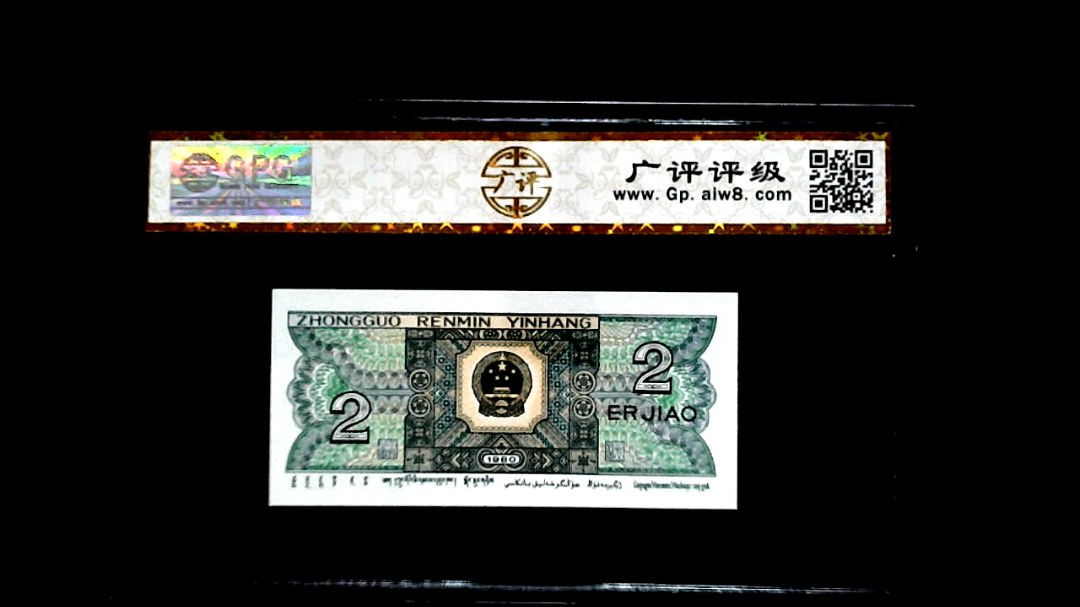 GPG
广评
广评评级
www. Gp. aiw8. com
ZHONGGUO RENMIN YINHANG
2
2
ERJIAO
1980